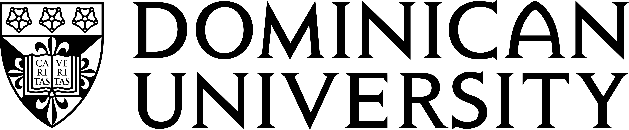 CA VE
RI RI
TAS TAS
DOMINICAN
UNIVERSITY